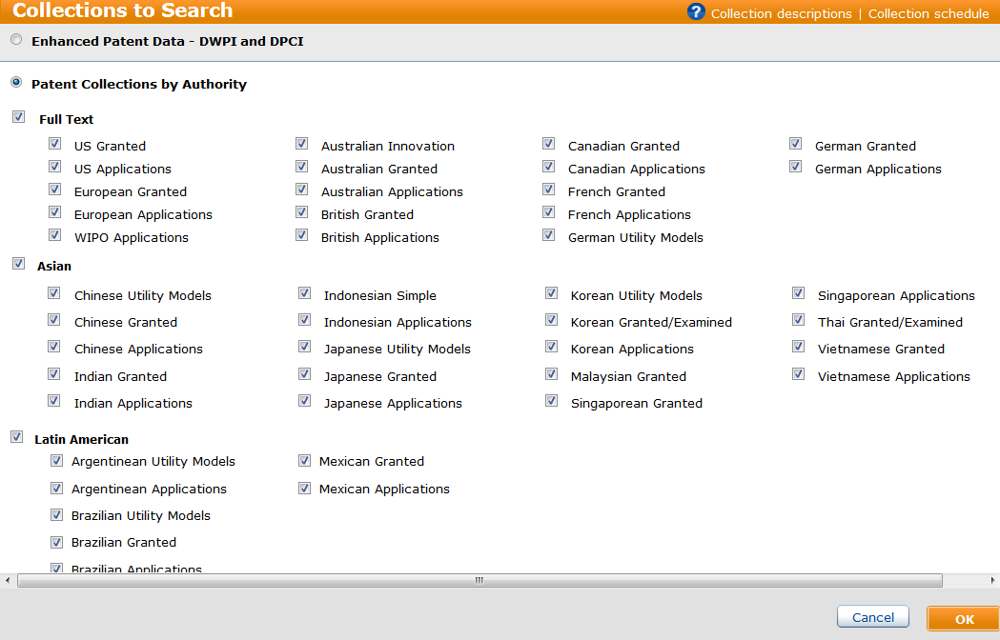 Collections to Search
? Collection descriptions | Collection schedule
Enhanced Patent Data - DWPI and DPCI
Patent Collections by Authority
Full Text
US Granted
US Applications
European Granted
European Applications
WIPO Applications
Australian Innovation
Australian Granted
Australian Applications
British Granted
British Applications
Canadian Granted
Canadian Applications
French Granted
French Applications
German Utility Models
German Granted
German Applications
Asian
Chinese Utility Models
Chinese Granted
Chinese Applications
Indian Granted
Indian Applications
Indonesian Simple
Indonesian Applications
Japanese Utility Models
Japanese Granted
Japanese Applications
Korean Utility Models
Korean Granted/Examined
Korean Applications
Malaysian Granted
Singaporean Granted
Singaporean Applications
Thai Granted/Examined
Vietnamese Granted
Vietnamese Applications
Latin American
Argentinean Utility Models
Argentinean Applications
Brazilian Utility Models
Brazilian Granted
Brazilian Applications
Mexican Granted
Mexican Applications
Cancel
OK